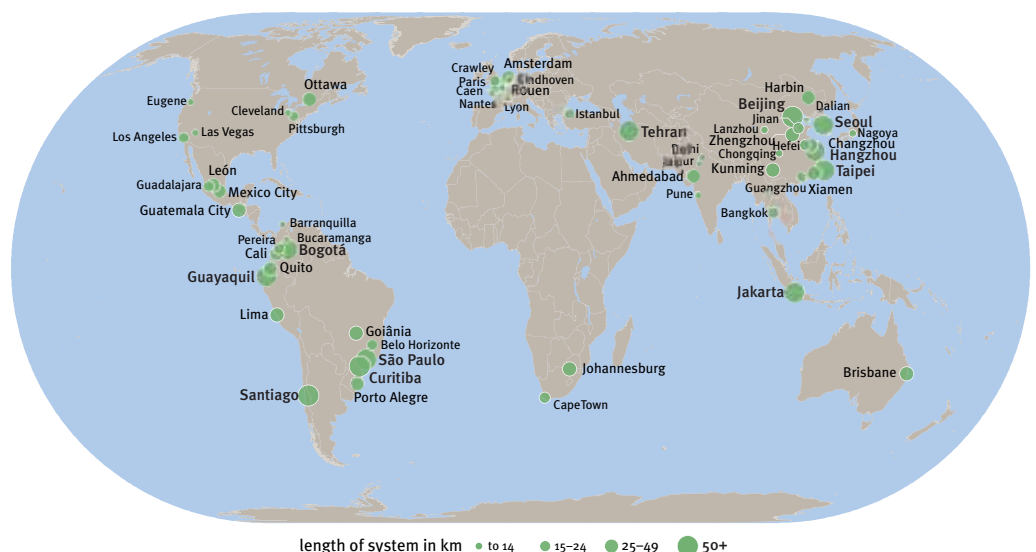 Crawley
Amsterdam
Paris
Eindhoven
Caen
Rouen
Nantes
Lyon
Istanbul
Ottawa
Eugene
Cleveland
Pittsburgh
Los Angeles
Las Vegas
León
Guadalajara
Mexico City
Guatemala City
Barranquilla
Pereira
Bucaramanga
Cali
Bogotá
Guayaquil
Quito
Lima
Goiânia
Belo Horizonte
São Paulo
Curitiba
Santiago
Porto Alegre
Johannesburg
CapeTown
Tehran
Delhi
Jaipur
Ahmedabad
Pune
Harbin
Beijing
Dalian
Jinan
Seoul
Lanzhou
Nagoya
Zhengzhou
Hefei
Changzhou
Chongqing
Hangzhou
Kunming
Taipei
Guangzhou
Xiamen
Bangkok
Jakarta
Brisbane
length of system in km to 14 15–24 25–49 50+